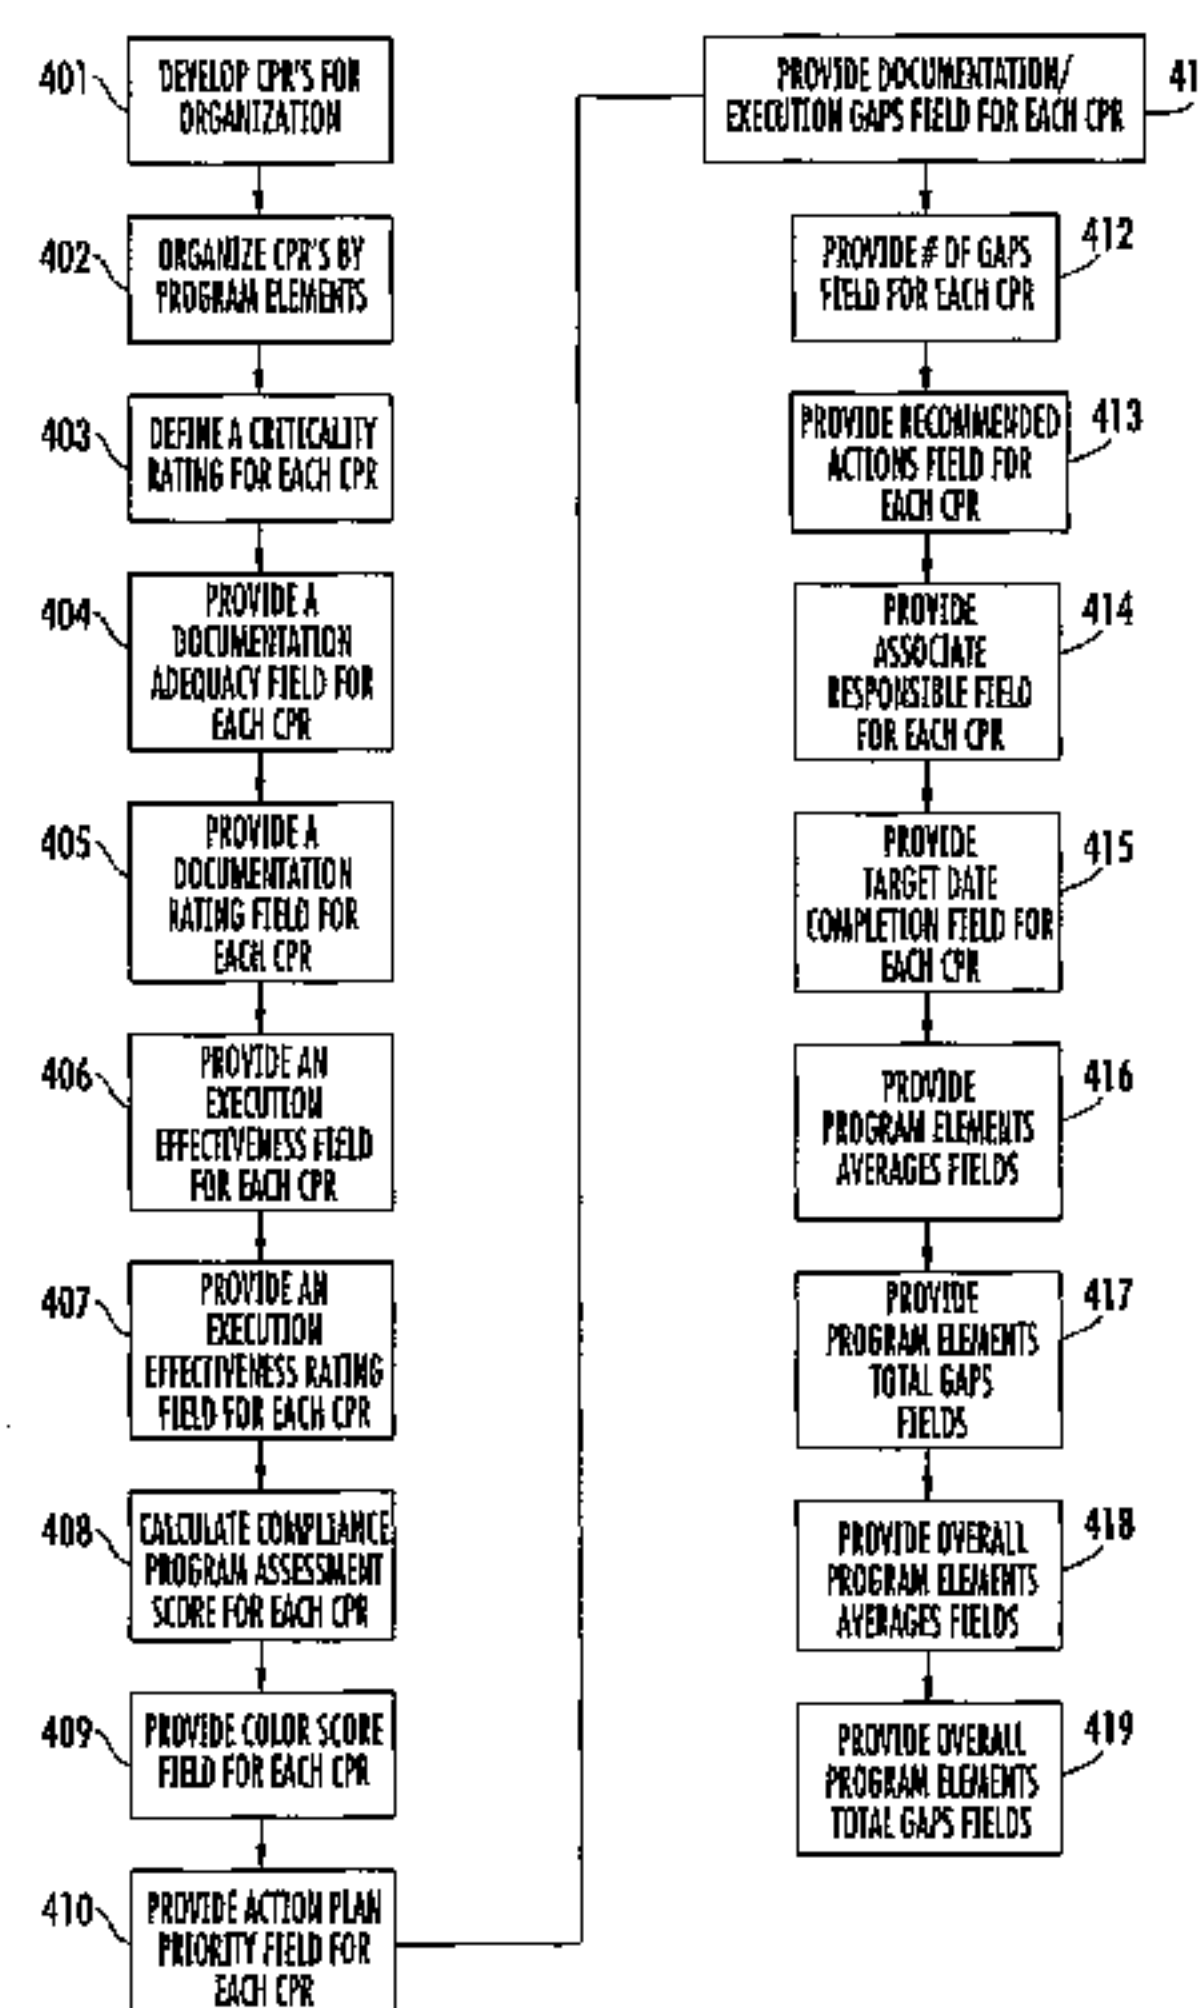 401
DEVELOP CPR'S FOR
ORGANIZATION
402
ORGANIZE CPR'S BY
PROGRAM ELEMENTS
403
DEFINE A CRITICALITY
RATING FOR EACH CPR
404
PROVIDE A
DOCUMENTATION
ADEQUACY FIELD FOR
EACH CPR
405
PROVIDE A
DOCUMENTATION
RATING FIELD FOR
EACH CPR
406
PROVIDE AN
EXECUTION
EFFECTIVENESS FIELD
FOR EACH CPR
407
PROVIDE AN
EXECUTION
EFFECTIVENESS RATING
FIELD FOR EACH CPR
408
CALCULATE COMPLIANCE
PROGRAM ASSESSMENT
SCORE FOR EACH CPR
409
PROVIDE COLOR SCORE
FIELD FOR EACH CPR
410
PROVIDE ACTION PLAN
PRIORITY FIELD FOR
EACH CPR
PROVIDE DOCUMENTATION/
EXECUTION GAPS FIELD FOR EACH CPR
41
PROVIDE # OF GAPS
FIELD FOR EACH CPR
412
PROVIDE RECOMMENDED
ACTIONS FIELD FOR
EACH CPR
413
PROVIDE
ASSOCIATE
RESPONSIBLE FIELD
FOR EACH CPR
414
PROVIDE
TARGET DATE
COMPLETION FIELD FOR
EACH CPR
415
PROVIDE
PROGRAM ELEMENTS
AVERAGES FIELDS
416
PROVIDE
PROGRAM ELEMENTS
TOTAL GAPS
FIELDS
417
PROVIDE OVERALL
PROGRAM ELEMENTS
AVERAGES FIELDS
418
PROVIDE OVERALL
PROGRAM ELEMENTS
TOTAL GAPS FIELDS
419